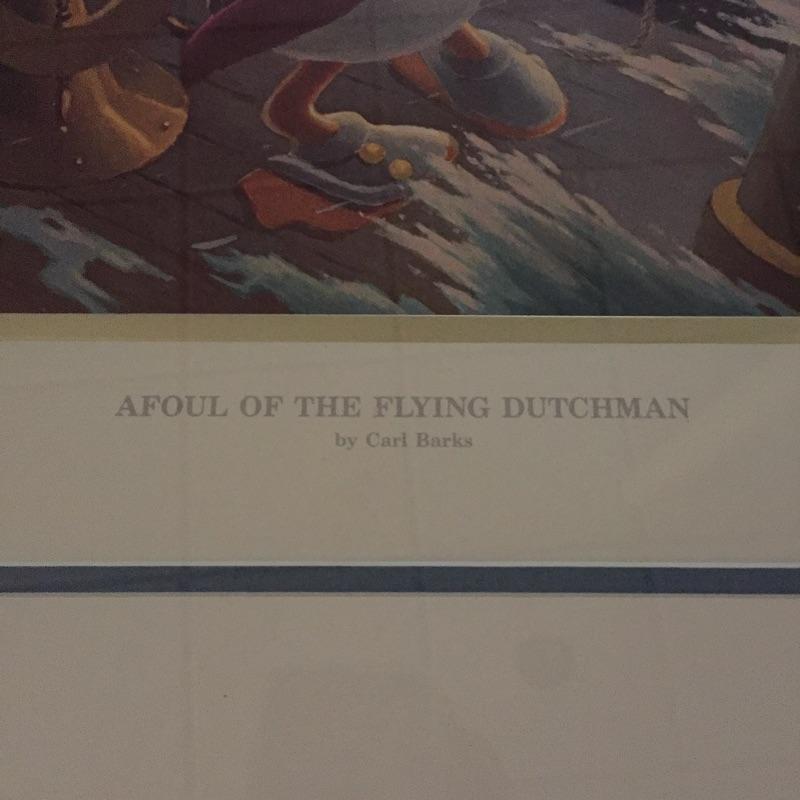 AFOUL OF THE FLYING DUTCHMAN
by Carl Barks